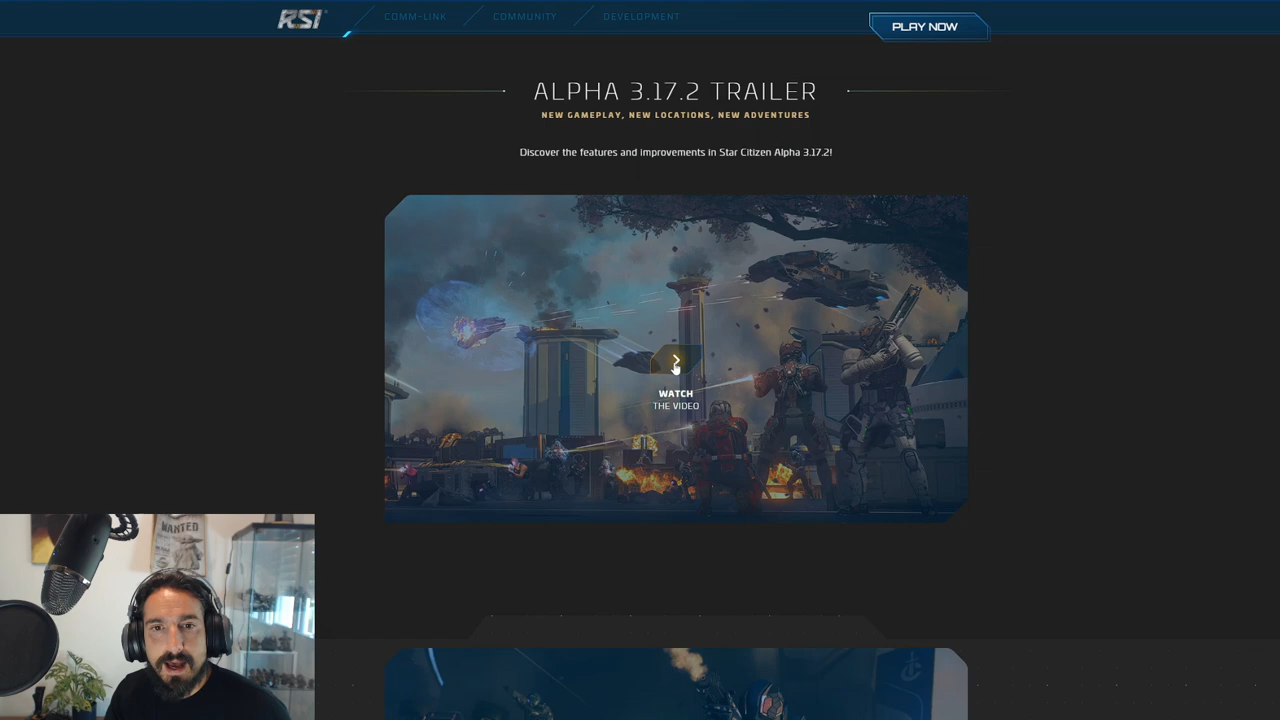 RSI
COMM-LINK
COMMUNITY
DEVELOPMENT
PLAY NOW
ALPHA 3.17.2 TRAILER
NEW GAMEPLAY, NEW LOCATIONS, NEW ADVENTURES
Discover the features and improvements in Star Citizen Alpha 3.17.2!
WATCH
THE VIDEO
WANTED